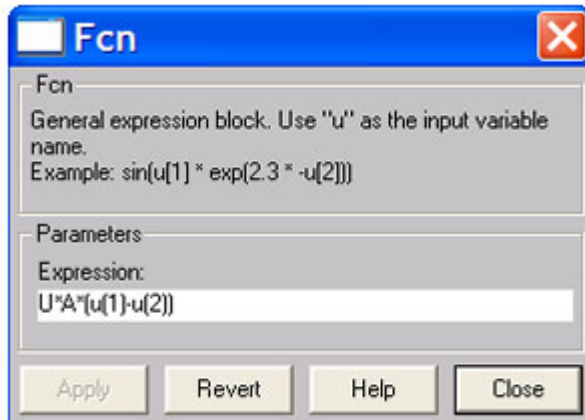 Fcn
Fcn
General expression block. Use "u" as the input variable
name.
Example: sin(u[1] * exp(2.3 * -u[2]))
Parameters
Expression:
U*A*(u(1)-u(2))
Apply Revert Help Close